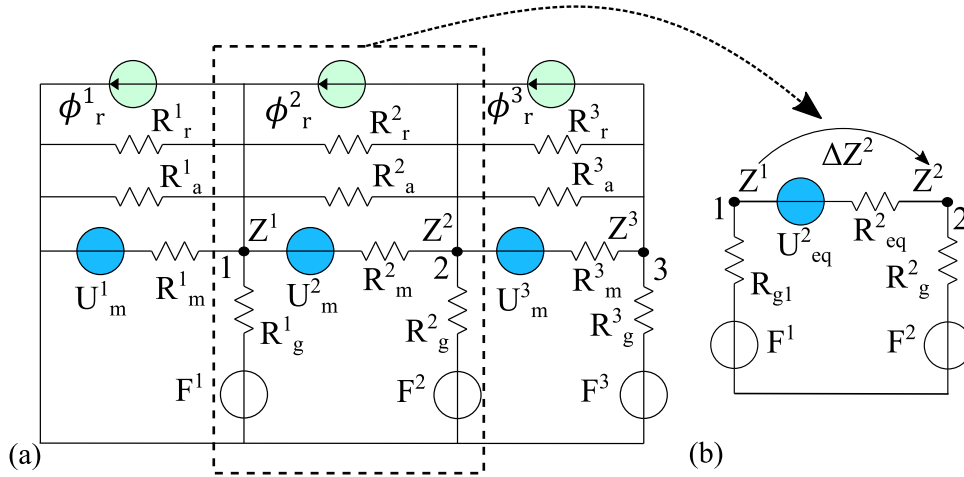 ϕ¹ᵣ ϕ²ᵣ ϕ³ᵣ
R¹ᵣ R²ᵣ R³ᵣ
R¹ₐ R²ₐ R³ₐ
Z¹ Z² Z³
1 2 3
U¹ₘ R¹ₘ U²ₘ R²ₘ U³ₘ R³ₘ
R¹g R²g R³g
F¹ F² F³
(a)
ΔZ²
Z¹ Z²
1 2
U²eq R²eq
Rg1 R²g
F¹ F²
(b)